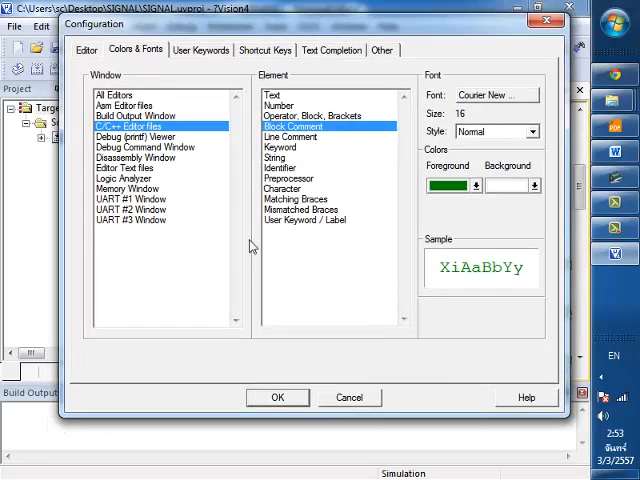 C:\Users\sc\Desktop\SIGNAL\SIGNAL.uvproj - ?Vision4
File Edit
Configuration
Editor Colors & Fonts User Keywords Shortcut Keys Text Completion Other
Project
Targe
So
Window
All Editors
Asm Editor files
Build Output Window
C/C++ Editor files
Debug (printf) Viewer
Debug Command Window
Disassembly Window
Editor Text files
Logic Analyzer
Memory Window
UART #1 Window
UART #2 Window
UART #3 Window
Element
Text
Number
Operator, Block, Brackets
Block Comment
Line Comment
Keyword
String
Identifier
Preprocessor
Character
Matching Braces
Mismatched Braces
User Keyword / Label
Font
Font: Courier New ...
Size: 16
Style: Normal
Colors
Foreground Background
Sample
XiAaBbYy
OK Cancel Help
Build Output
Simulation
EN
2:53
จันทร์
3/3/2557